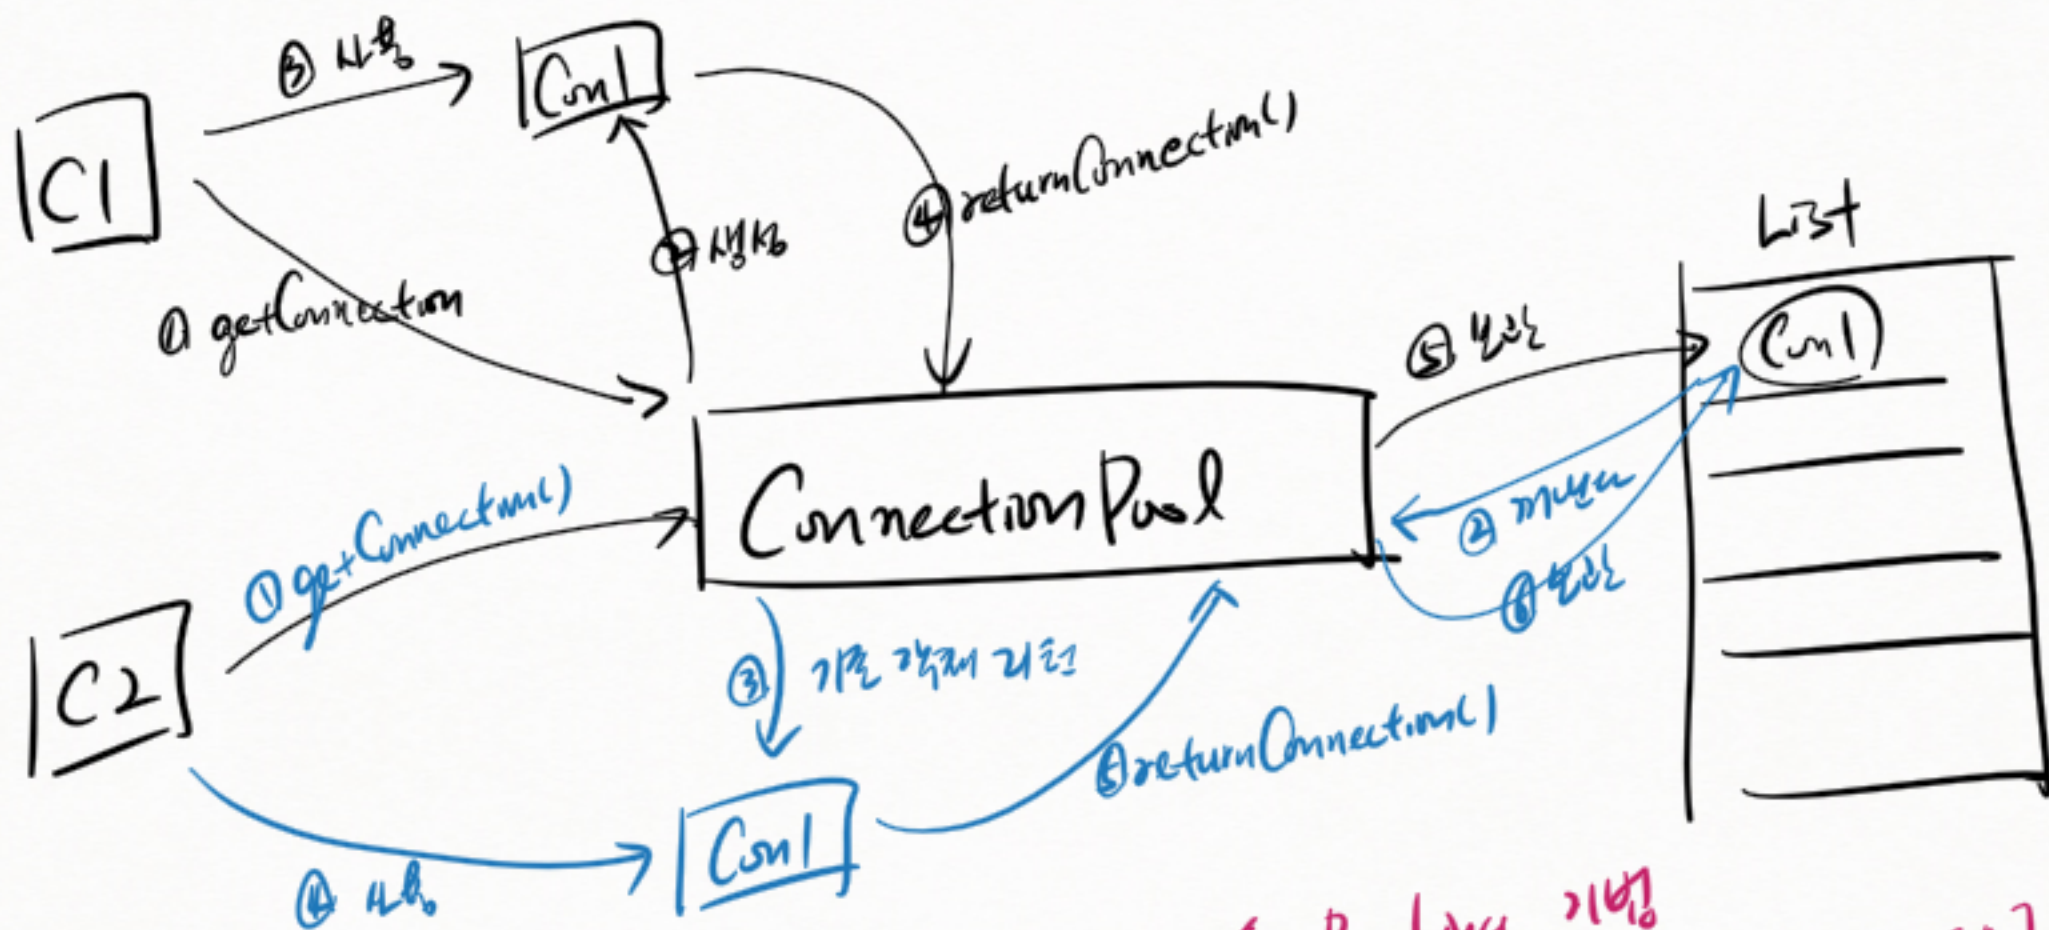 ③ 사용
Con1
C1
④ returnConnection()
② 생성
List
① getConnection
⑤ 보관
Con1
ConnectionPool
① getConnection()
② 꺼낸다
⑥ 보관
C2
③ 기존 객체 리턴
⑤ returnConnection()
Con1
④ 사용
기법